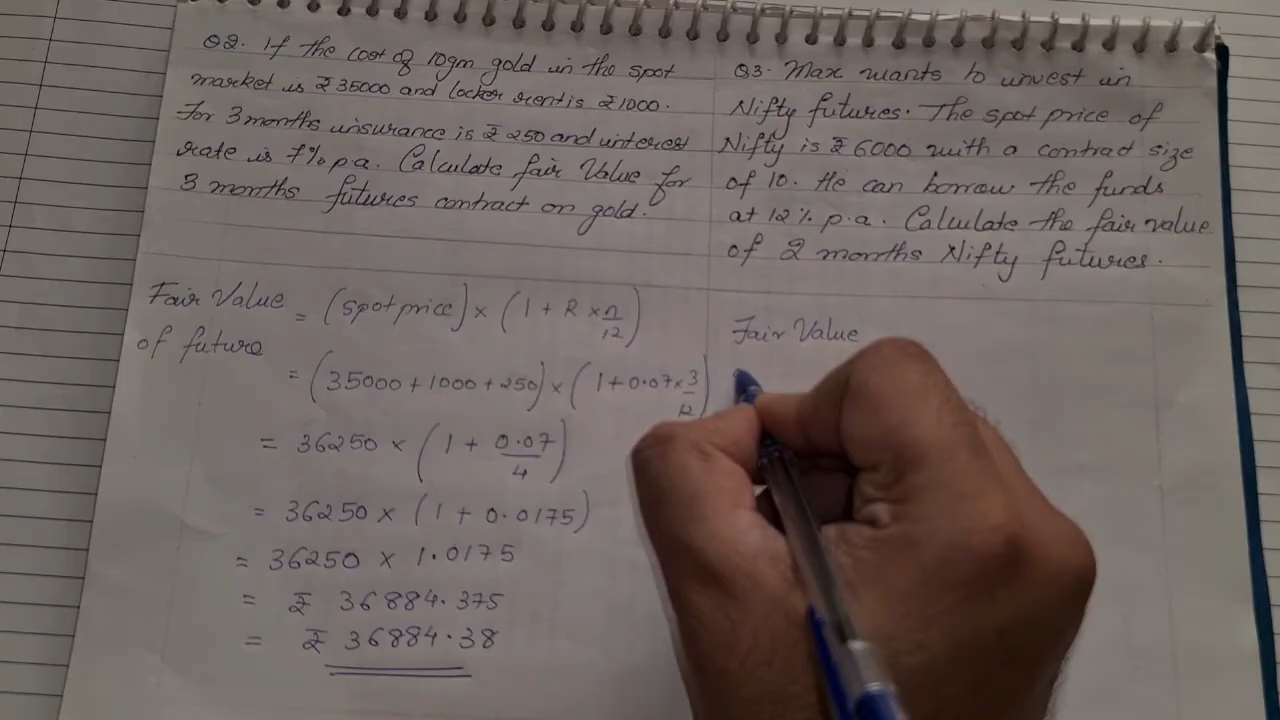 Q2. If the cost of 10gm gold in the spot
market is ₹35000 and locker rent is ₹1000.
For 3 months insurance is ₹250 and interest
rate is 7% p.a. Calculate fair Value for
3 months futures contract on gold.
Fair Value
of future
= (spot price) × (1 + R × n/12)
= (35000 + 1000 + 250) × (1 + 0.07 × 3/12)
= 36250 × (1 + 0.07/4)
= 36250 × (1 + 0.0175)
= 36250 × 1.0175
= ₹ 36884.375
= ₹ 36884.38
Q3. Max wants to invest in
Nifty futures. The spot price of
Nifty is ₹6000 with a contract size
of 10. He can borrow the funds
at 12% p.a. Calculate the fair value
of 2 months Nifty futures.
Fair Value